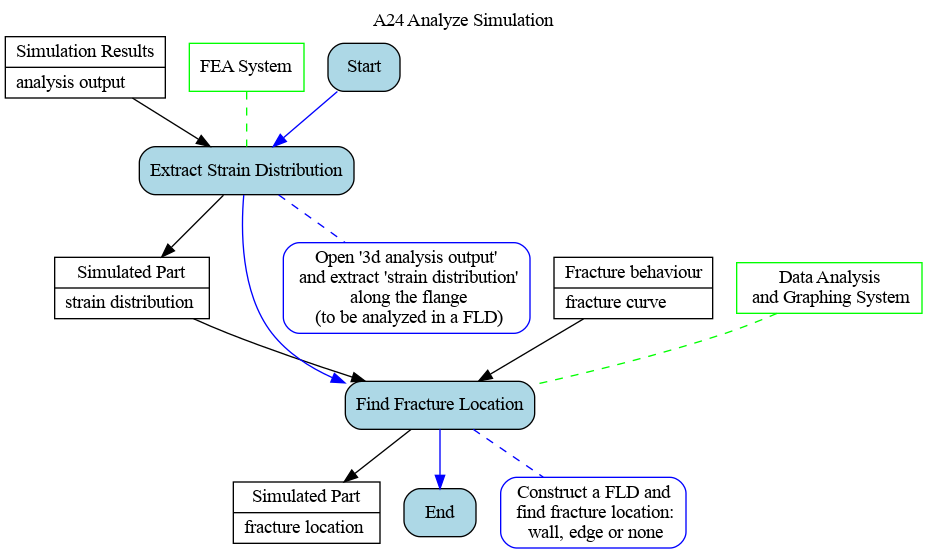 A24 Analyze Simulation
Simulation Results
analysis output
FEA System
Start
Extract Strain Distribution
Simulated Part
strain distribution
Open '3d analysis output'
and extract 'strain distribution'
along the flange
(to be analyzed in a FLD)
Fracture behaviour
fracture curve
Data Analysis
and Graphing System
Find Fracture Location
Simulated Part
fracture location
End
Construct a FLD and
find fracture location:
wall, edge or none